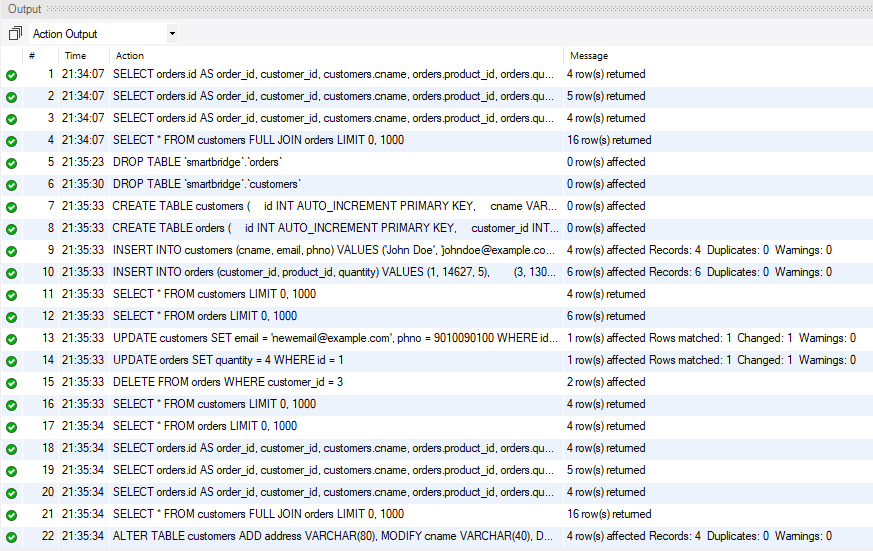 Output
Action Output
# Time Action Message
1 21:34:07 SELECT orders.id AS order_id, customer_id, customers.cname, orders.product_id, orders.qu... 4 row(s) returned
2 21:34:07 SELECT orders.id AS order_id, customer_id, customers.cname, orders.product_id, orders.qu... 5 row(s) returned
3 21:34:07 SELECT orders.id AS order_id, customer_id, customers.cname, orders.product_id, orders.qu... 4 row(s) returned
4 21:34:07 SELECT * FROM customers FULL JOIN orders LIMIT 0, 1000 16 row(s) returned
5 21:35:23 DROP TABLE `smartbridge`.`orders` 0 row(s) affected
6 21:35:30 DROP TABLE `smartbridge`.`customers` 0 row(s) affected
7 21:35:33 CREATE TABLE customers ( id INT AUTO_INCREMENT PRIMARY KEY, cname VAR... 0 row(s) affected
8 21:35:33 CREATE TABLE orders ( id INT AUTO_INCREMENT PRIMARY KEY, customer_id INT... 0 row(s) affected
9 21:35:33 INSERT INTO customers (cname, email, phno) VALUES ('John Doe', 'johndoe@example.co... 4 row(s) affected Records: 4 Duplicates: 0 Warnings: 0
10 21:35:33 INSERT INTO orders (customer_id, product_id, quantity) VALUES (1, 14627, 5), (3, 130... 6 row(s) affected Records: 6 Duplicates: 0 Warnings: 0
11 21:35:33 SELECT * FROM customers LIMIT 0, 1000 4 row(s) returned
12 21:35:33 SELECT * FROM orders LIMIT 0, 1000 6 row(s) returned
13 21:35:33 UPDATE customers SET email = 'newemail@example.com', phno = 9010090100 WHERE id... 1 row(s) affected Rows matched: 1 Changed: 1 Warnings: 0
14 21:35:33 UPDATE orders SET quantity = 4 WHERE id = 1 1 row(s) affected Rows matched: 1 Changed: 1 Warnings: 0
15 21:35:33 DELETE FROM orders WHERE customer_id = 3 2 row(s) affected
16 21:35:33 SELECT * FROM customers LIMIT 0, 1000 4 row(s) returned
17 21:35:34 SELECT * FROM orders LIMIT 0, 1000 4 row(s) returned
18 21:35:34 SELECT orders.id AS order_id, customer_id, customers.cname, orders.product_id, orders.qu... 4 row(s) returned
19 21:35:34 SELECT orders.id AS order_id, customer_id, customers.cname, orders.product_id, orders.qu... 5 row(s) returned
20 21:35:34 SELECT orders.id AS order_id, customer_id, customers.cname, orders.product_id, orders.qu... 4 row(s) returned
21 21:35:34 SELECT * FROM customers FULL JOIN orders LIMIT 0, 1000 16 row(s) returned
22 21:35:34 ALTER TABLE customers ADD address VARCHAR(80), MODIFY cname VARCHAR(40), D... 4 row(s) affected Records: 4 Duplicates: 0 Warnings: 0